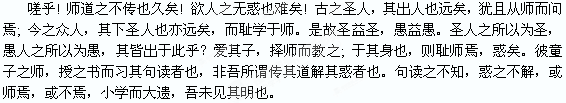 嗟乎！师道之不传也久矣！欲人之无惑也难矣！古之圣人，其出人也远矣，犹且从师而问
焉；今之众人，其下圣人也亦远矣，而耻学于师。是故圣益圣，愚益愚。圣人之所以为圣，
愚人之所以为愚，其皆出于此乎？爱其子，择师而教之；于其身也，则耻师焉，惑矣。彼童
子之师，授之书而习其句读者也，非吾所谓传其道解其惑者也。句读之不知，惑之不解，或
师焉，或不焉，小学而大遗，吾未见其明也。